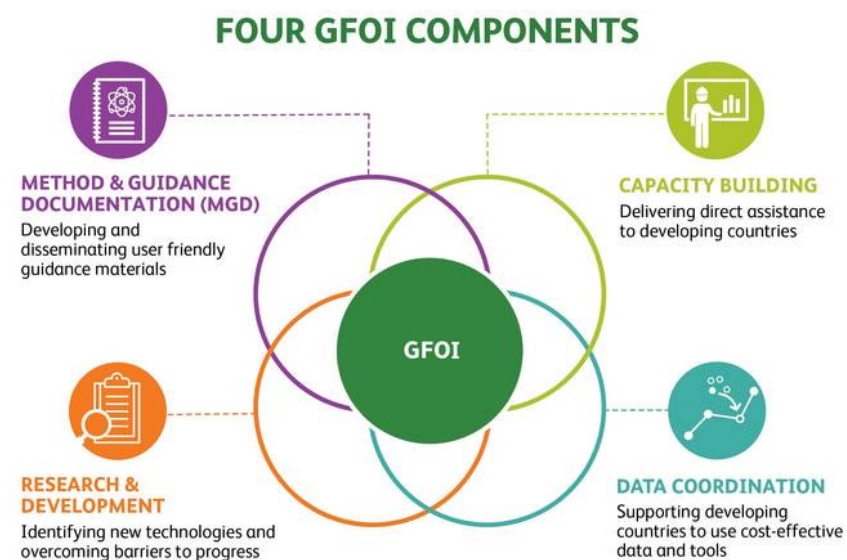 FOUR GFOI COMPONENTS
METHOD & GUIDANCE
DOCUMENTATION (MGD)
Developing and
disseminating user friendly
guidance materials
CAPACITY BUILDING
Delivering direct assistance
to developing countries
GFOI
RESEARCH &
DEVELOPMENT
Identifying new technologies and
overcoming barriers to progress
DATA COORDINATION
Supporting developing
countries to use cost-effective
data and tools